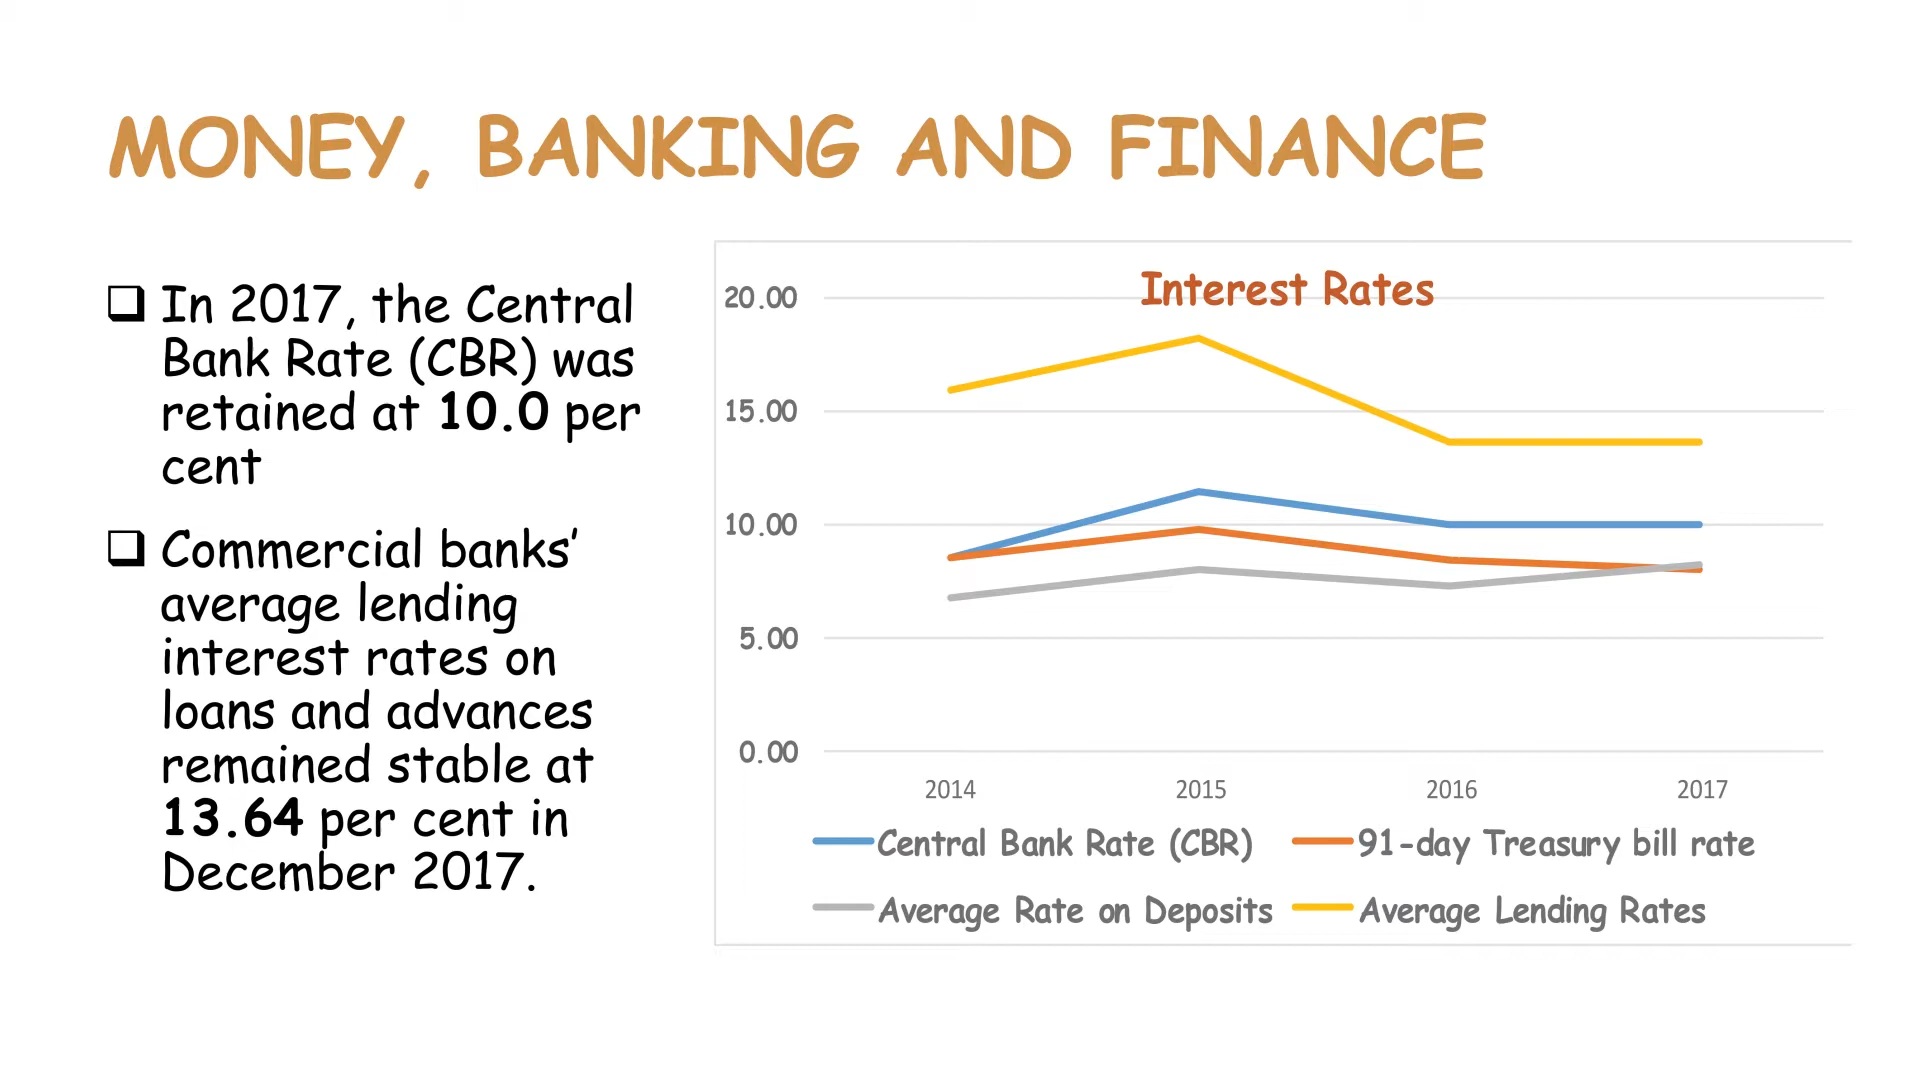 MONEY, BANKING AND FINANCE
In 2017, the Central
Bank Rate (CBR) was
retained at 10.0 per
cent
Commercial banks’
average lending
interest rates on
loans and advances
remained stable at
13.64 per cent in
December 2017.
Interest Rates
20.00
15.00
10.00
5.00
0.00
2014 2015 2016 2017
Central Bank Rate (CBR) 91-day Treasury bill rate
Average Rate on Deposits Average Lending Rates